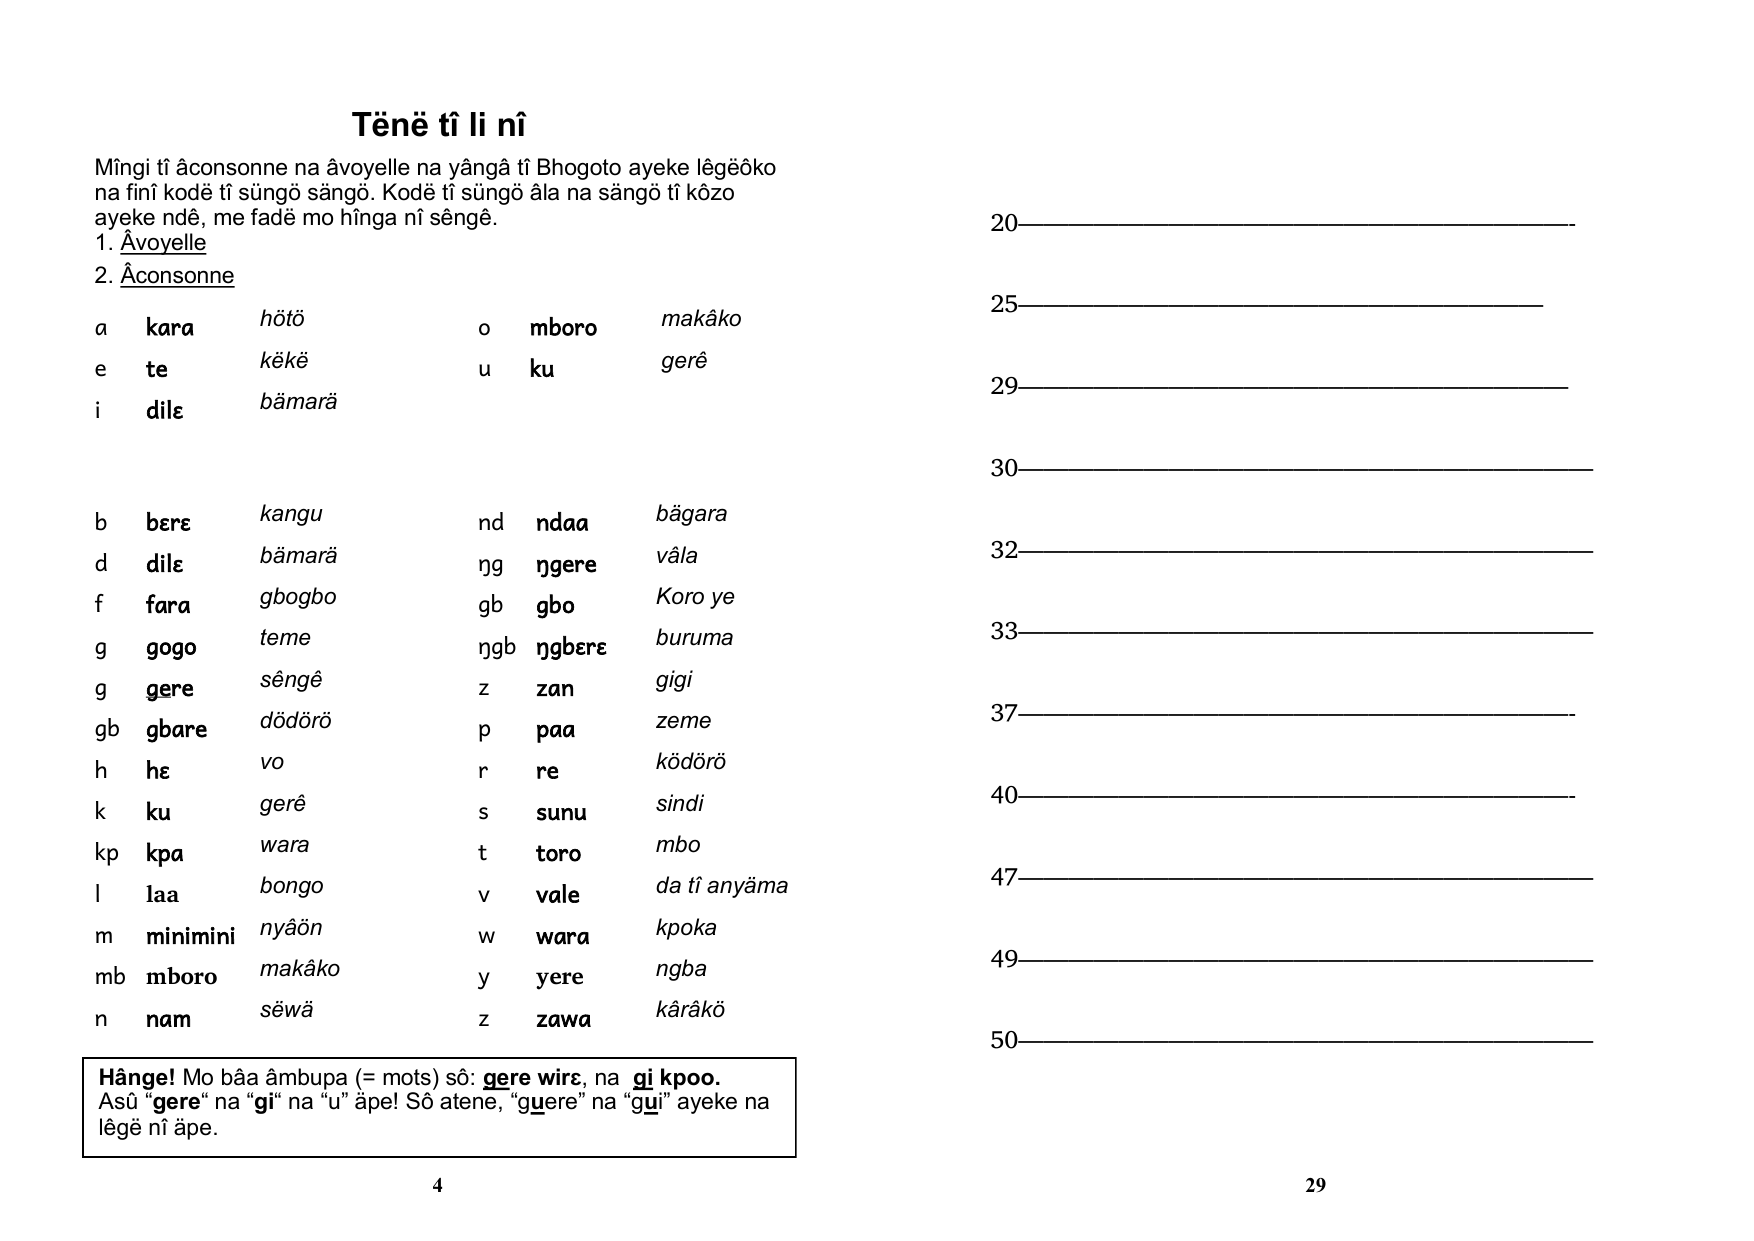 Tënë tî li nî
Mîngi tî âconsonne na âvoyelle na yângâ tî Bhogoto ayeke lêgëôko
na finî kodë tî süngö sängö. Kodë tî süngö âla na sängö tî kôzo
ayeke ndê, me fadë mo hînga nî sêngê.
1. Âvoyelle
2. Âconsonne
a kara hötö o mboro makâko
e te këkë u ku gerê
i dilɛ bämarä
b bɛrɛ kangu nd ndaa bägara
d dilɛ bämarä ŋg ŋgere vâla
f fara gbogbo gb gbo Koro ye
g gogo teme ŋgb ŋgbɛrɛ buruma
g gere sêngê z zan gigi
gb gbare dödörö p paa zeme
h hɛ vo r re ködörö
k ku gerê s sunu sindi
kp kpa wara t toro mbo
l laa bongo v vale da tî anyäma
m minimini nyâön w wara kpoka
mb mboro makâko y yere ngba
n nam sëwä z zawa kârâkö
Hânge! Mo bâa âmbupa (= mots) sô: gere wirɛ, na gi kpoo.
Asû “gere“ na “gi“ na “u” äpe! Sô atene, “guere” na “gui” ayeke na
lêgë nî äpe.
4
20——————————————————————-
25—————————————————————
29——————————————————————
30———————————————————————
32———————————————————————
33———————————————————————
37——————————————————————-
40——————————————————————-
47———————————————————————
49———————————————————————
50———————————————————————
29